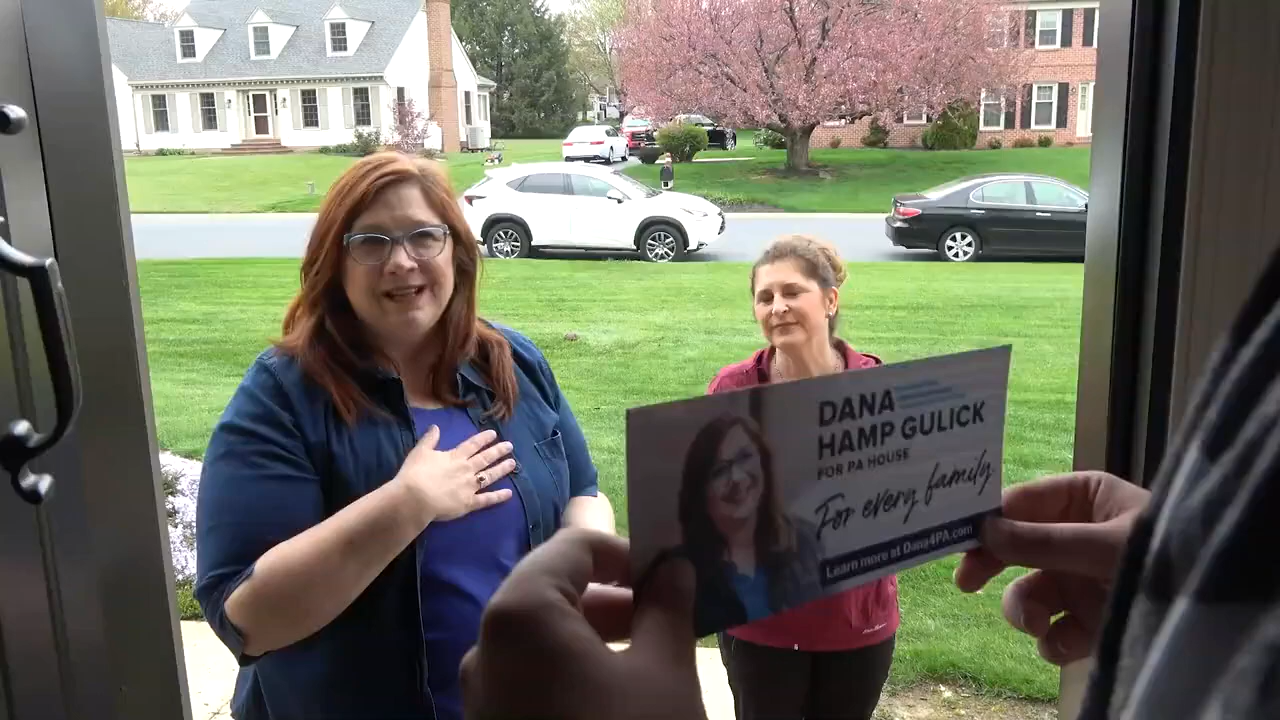 DANA
HAMP GULICK
FOR PA HOUSE
For every family.
Learn more at Dana4PA.com